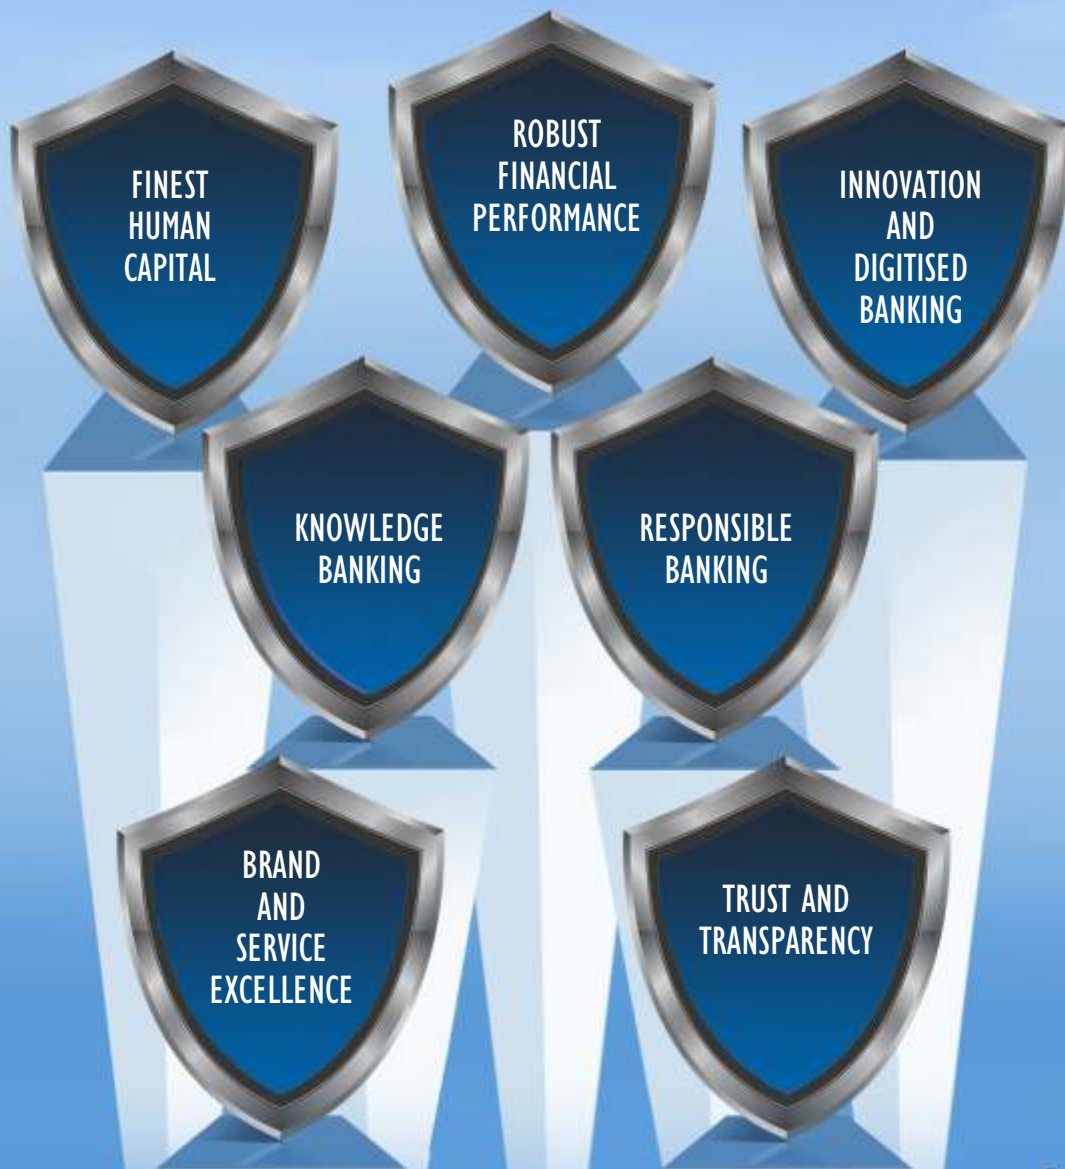 FINEST
HUMAN
CAPITAL
ROBUST
FINANCIAL
PERFORMANCE
INNOVATION
AND
DIGITISED
BANKING
KNOWLEDGE
BANKING
RESPONSIBLE
BANKING
BRAND
AND
SERVICE
EXCELLENCE
TRUST AND
TRANSPARENCY